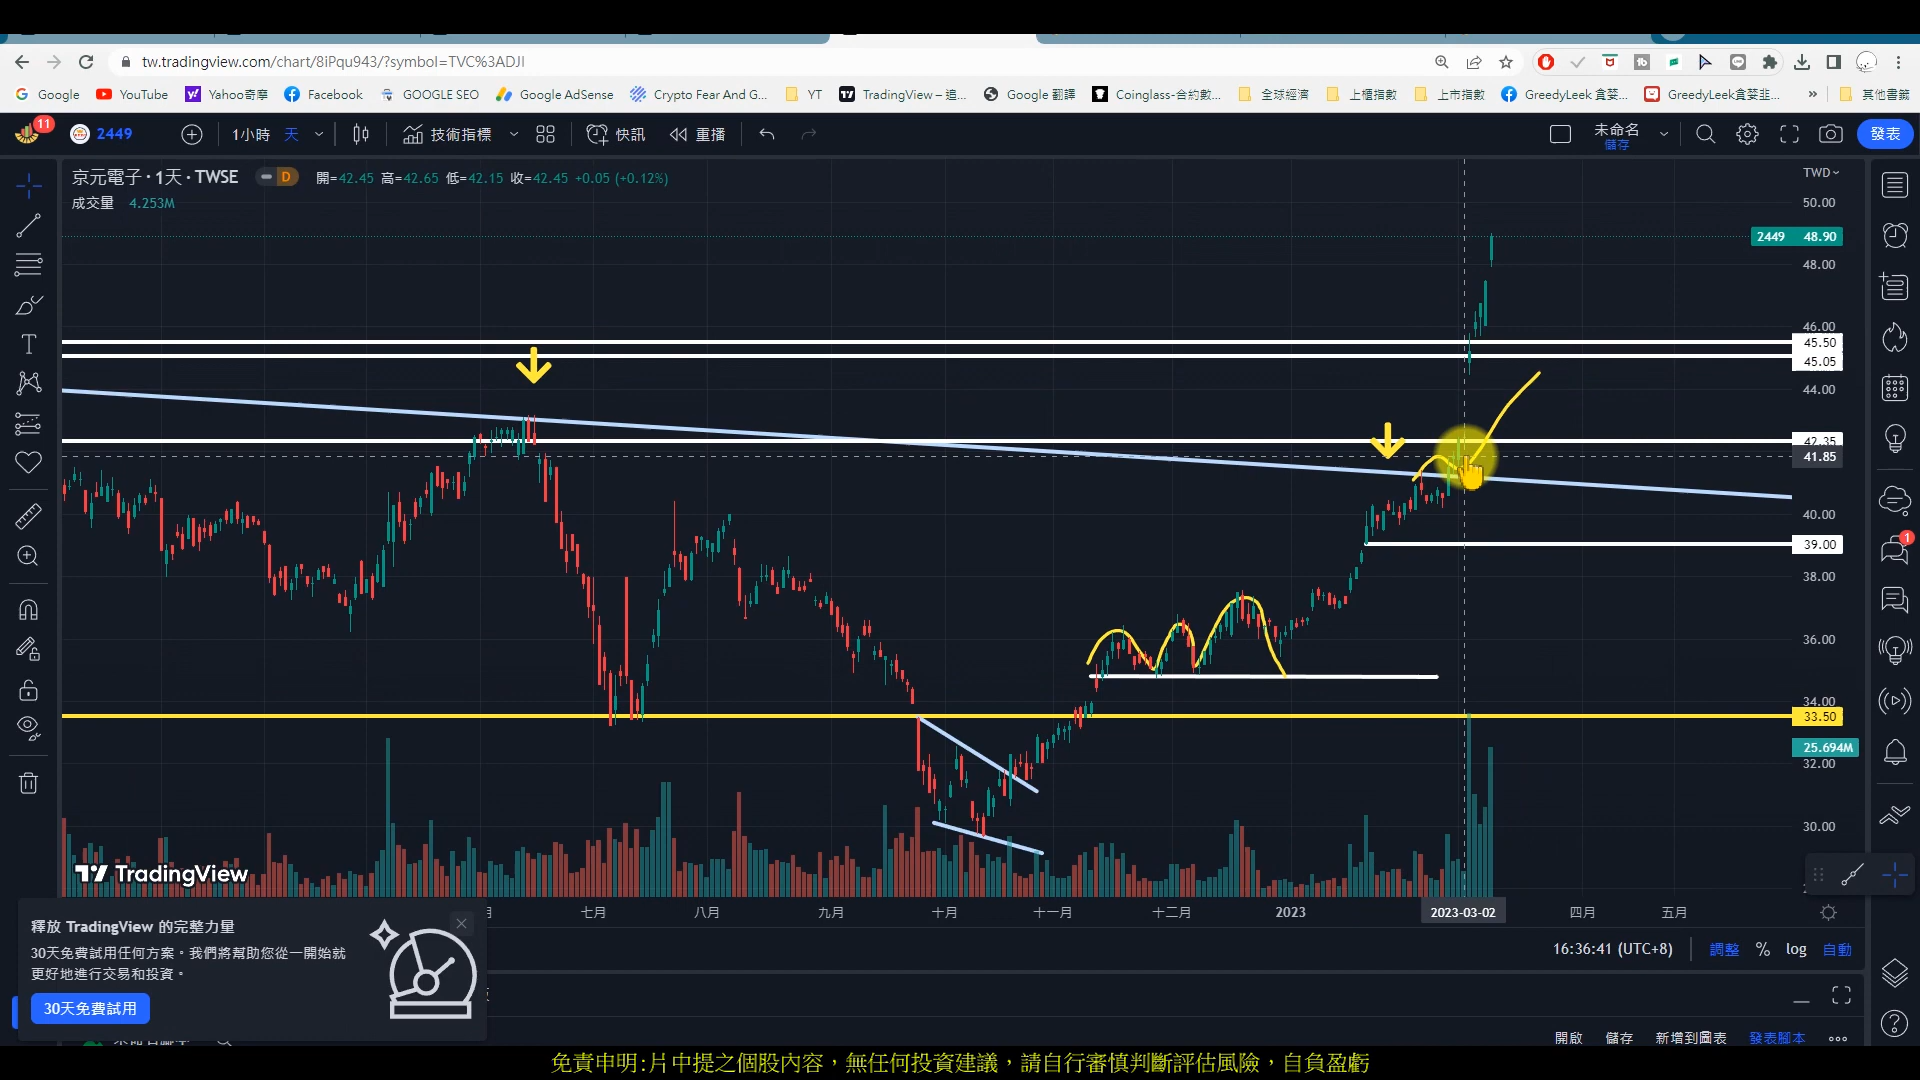 tw.tradingview.com/chart/8iPqu943/?symbol=TVC%3ADJI
Google YouTube Yahoo奇摩 Facebook GOOGLE SEO Google AdSense Crypto Fear And G... YT TradingView – 追... Google 翻譯 Coinglass-合約數... 全球經濟 上櫃指數 上市指數 GreedyLeek 貪婪... GreedyLeek貪婪韭... » 其他書籤
11 2449 1小時 天 技術指標 快訊 重播 未命名 儲存 發表
京元電子 · 1天 · TWSE D 開=42.45 高=42.65 低=42.15 收=42.45 +0.05 (+0.12%)
成交量 4.253M
TWD
50.00
2449 48.90
48.00
46.00
45.50
45.05
44.00
42.35
41.85
40.00
39.00
1
38.00
36.00
34.00
33.50
25.694M
32.00
30.00
TradingView
七月 八月 九月 十月 十一月 十二月 2023 2023-03-02 四月 五月
釋放 TradingView 的完整力量
30天免費試用任何方案。我們將幫助您從一開始就
更好地進行交易和投資。
30天免費試用
16:36:41 (UTC+8) 調整 % log 自動
開啟 儲存 新增到圖表 發表腳本
免責申明:片中提之個股內容，無任何投資建議，請自行審慎判斷評估風險，自負盈虧